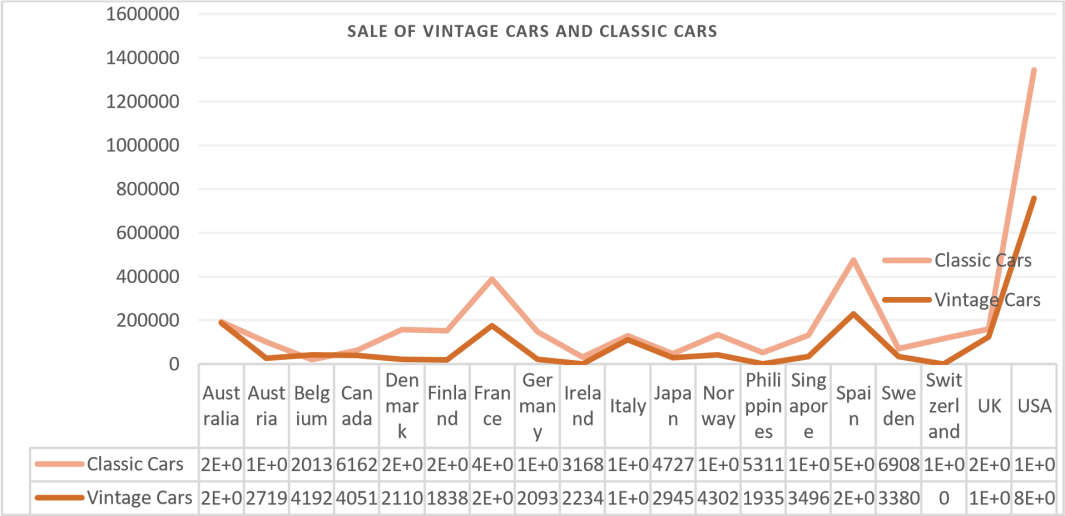 SALE OF VINTAGE CARS AND CLASSIC CARS
1600000
1400000
1200000
1000000
800000
600000
400000
200000
0
Classic Cars
Vintage Cars
Aust ralia Aust ria Belg ium Can ada Den mar k Finla nd Fran ce Ger man y Irela nd Italy Japa n Nor way Phili ppin es Sing apor e Spai n Swe den Swit zerl and UK USA
Classic Cars 2E+0 1E+0 2013 6162 2E+0 2E+0 4E+0 1E+0 3168 1E+0 4727 1E+0 5311 1E+0 5E+0 6908 1E+0 2E+0 1E+0
Vintage Cars 2E+0 2719 4192 4051 2110 1838 2E+0 2093 2234 1E+0 2945 4302 1935 3496 2E+0 3380 0 1E+0 8E+0